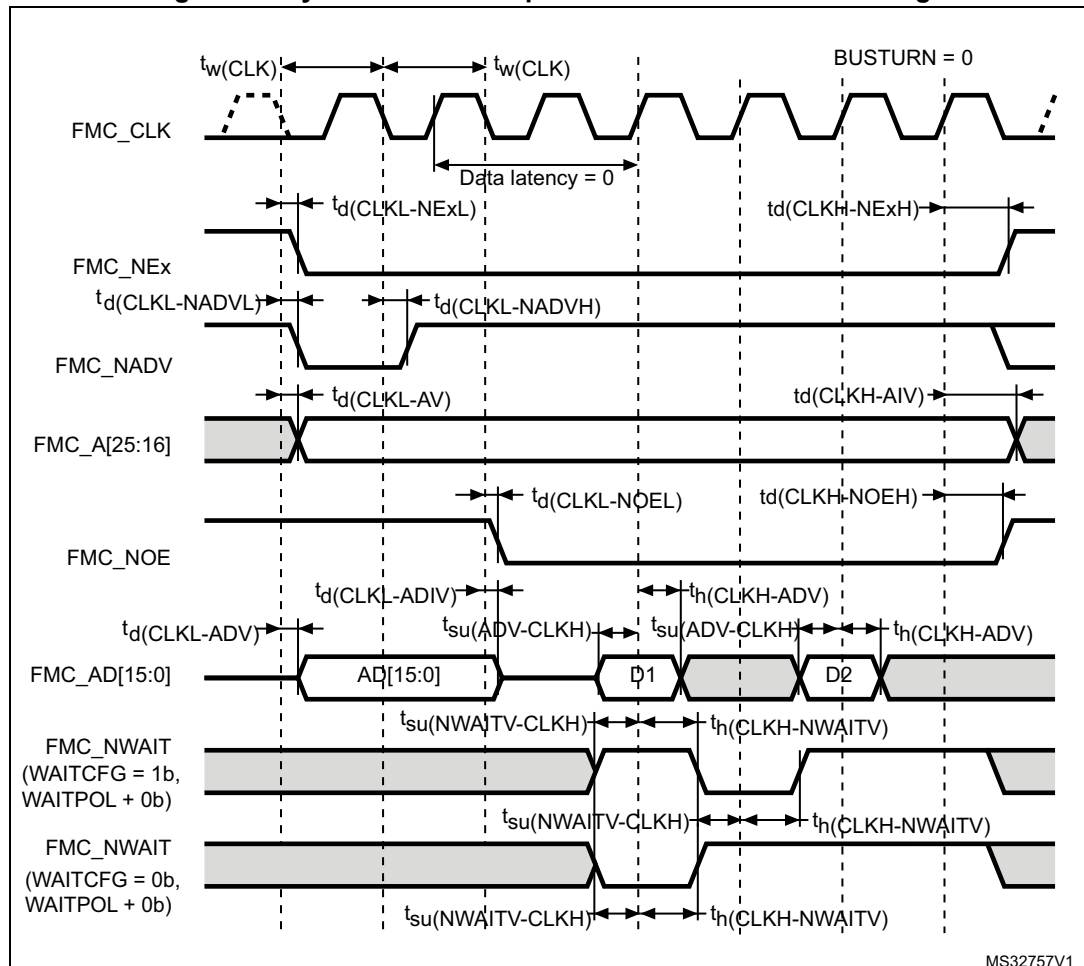 tw(CLK) tw(CLK) BUSTURN = 0
FMC_CLK
Data latency = 0
td(CLKL-NExL) td(CLKH-NExH)
FMC_NEx
td(CLKL-NADVL) td(CLKL-NADVH)
FMC_NADV
td(CLKL-AV) td(CLKH-AIV)
FMC_A[25:16]
td(CLKL-NOEL) td(CLKH-NOEH)
FMC_NOE
td(CLKL-ADIV) th(CLKH-ADV)
td(CLKL-ADV) tsu(ADV-CLKH) tsu(ADV-CLKH) th(CLKH-ADV)
FMC_AD[15:0] AD[15:0] D1 D2
tsu(NWAITV-CLKH) th(CLKH-NWAITV)
FMC_NWAIT
(WAITCFG = 1b,
WAITPOL + 0b)
tsu(NWAITV-CLKH) th(CLKH-NWAITV)
FMC_NWAIT
(WAITCFG = 0b,
WAITPOL + 0b)
tsu(NWAITV-CLKH) th(CLKH-NWAITV)
MS32757V1